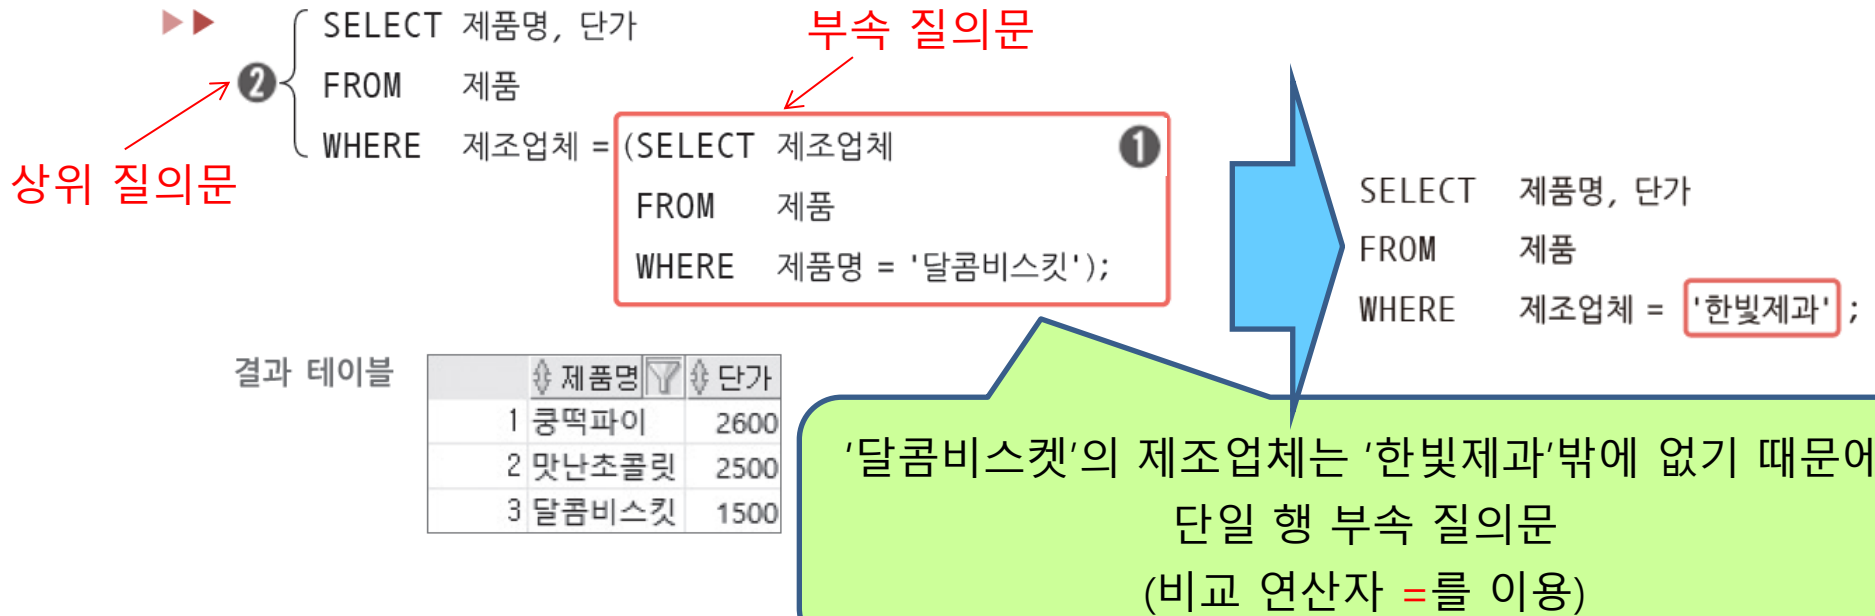 SELECT 제품명, 단가
부속 질의문
❷ FROM 제품
WHERE 제조업체 = (SELECT 제조업체 ❶
상위 질의문
FROM 제품
WHERE 제품명 = '달콤비스킷');
SELECT 제품명, 단가
FROM 제품
WHERE 제조업체 = '한빛제과' ;
결과 테이블
제품명 단가
1 쿵떡파이 2600
2 맛난초콜릿 2500
3 달콤비스킷 1500
'달콤비스켓'의 제조업체는 '한빛제과'밖에 없기 때문에
단일 행 부속 질의문
(비교 연산자 =를 이용)